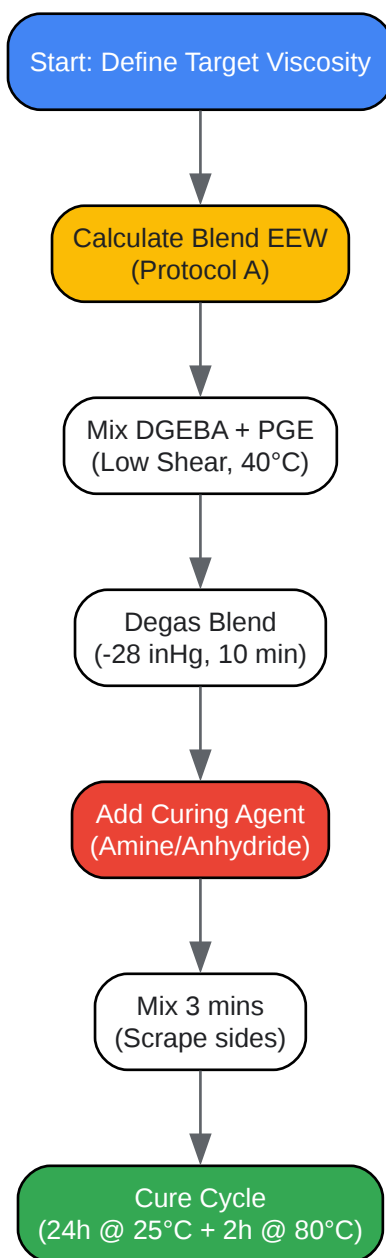 Start: Define Target Viscosity
Calculate Blend EEW
(Protocol A)
Mix DGEBA + PGE
(Low Shear, 40°C)
Degas Blend
(-28 inHg, 10 min)
Add Curing Agent
(Amine/Anhydride)
Mix 3 mins
(Scrape sides)
Cure Cycle
(24h @ 25°C + 2h @ 80°C)